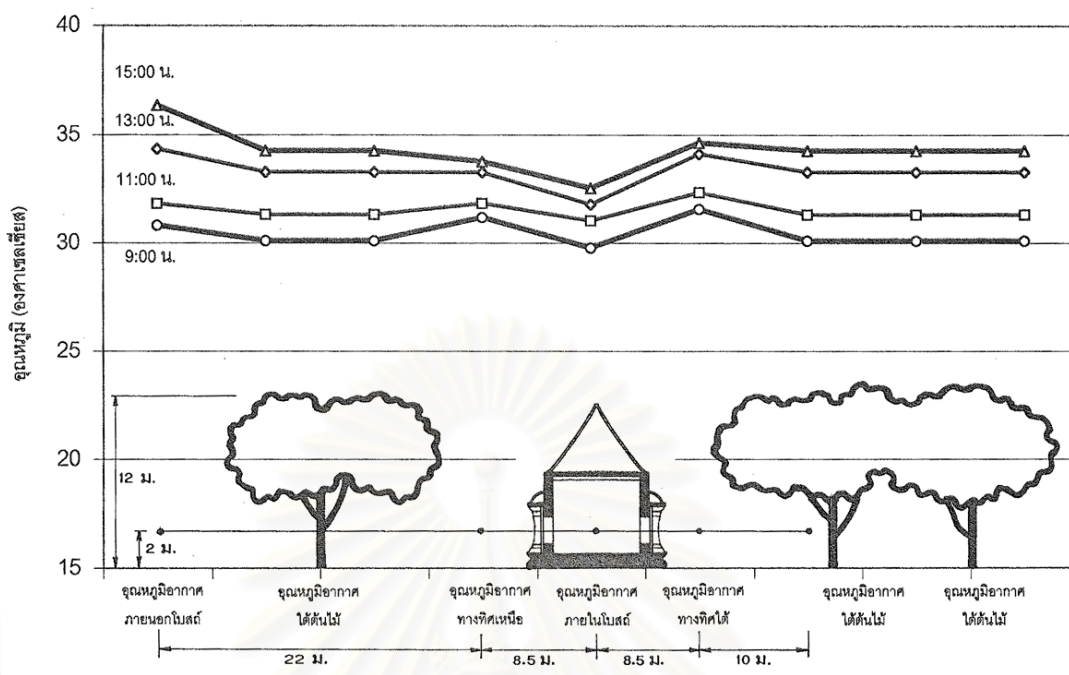 40
15:00 น.
13:00 น.
35
11:00 น.
30
9:00 น.
อุณหภูมิ (องศาเซลเซียส)
25
20
12 ม.
2 ม.
15
อุณหภูมิอากาศ
ภายนอกโบสถ์
อุณหภูมิอากาศ
ใต้ต้นไม้
อุณหภูมิอากาศ
ทางทิศเหนือ
อุณหภูมิอากาศ
ภายในโบสถ์
อุณหภูมิอากาศ
ทางทิศใต้
อุณหภูมิอากาศ
ใต้ต้นไม้
อุณหภูมิอากาศ
ใต้ต้นไม้
22 ม.
8.5 ม.
8.5 ม.
10 ม.